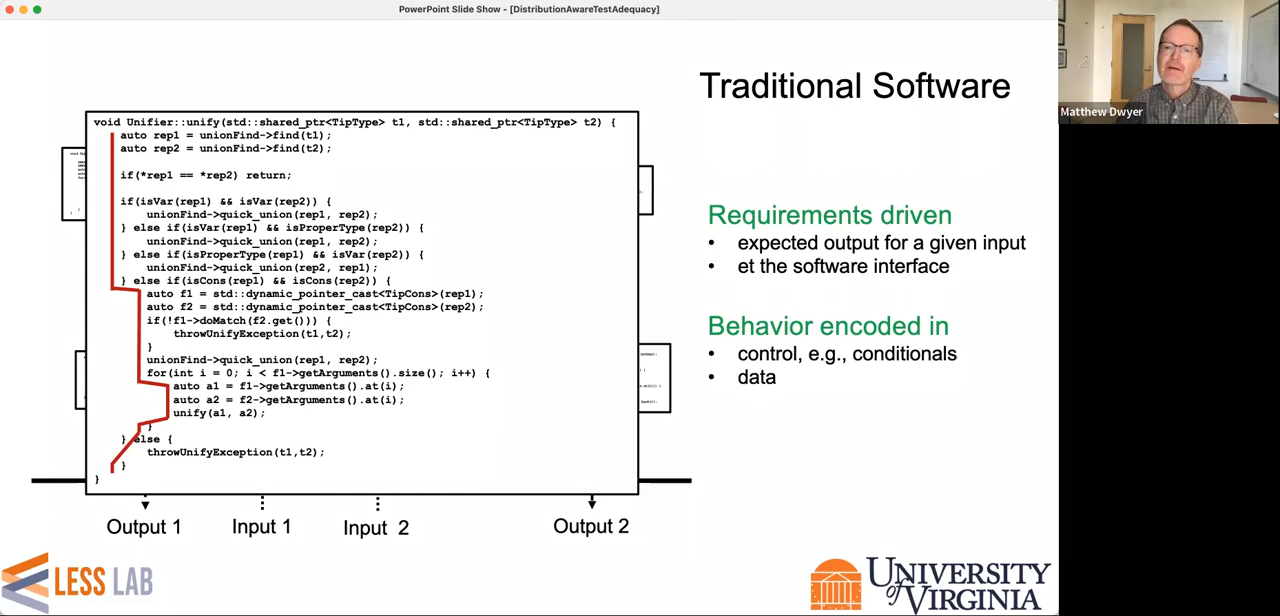 PowerPoint Slide Show - [DistributionAwareTestAdequacy]
Traditional Software
Matthew Dwyer
void Unifier::unify(std::shared_ptr<TipType> t1, std::shared_ptr<TipType> t2) {
auto rep1 = unionFind->find(t1);
auto rep2 = unionFind->find(t2);
if(*rep1 == *rep2) return;
if(isVar(rep1) && isVar(rep2)) {
unionFind->quick_union(rep1, rep2);
} else if(isVar(rep1) && isProperType(rep2)) {
unionFind->quick_union(rep1, rep2);
} else if(isProperType(rep1) && isVar(rep2)) {
unionFind->quick_union(rep2, rep1);
} else if(isCons(rep1) && isCons(rep2)) {
auto f1 = std::dynamic_pointer_cast<TipCons>(rep1);
auto f2 = std::dynamic_pointer_cast<TipCons>(rep2);
if(!f1->doMatch(f2.get())) {
throwUnifyException(t1,t2);
}
unionFind->quick_union(rep1, rep2);
for(int i = 0; i < f1->getArguments().size(); i++) {
auto a1 = f1->getArguments().at(i);
auto a2 = f2->getArguments().at(i);
unify(a1, a2);
}
} else {
throwUnifyException(t1,t2);
}
}
Requirements driven
• expected output for a given input
• et the software interface
Behavior encoded in
• control, e.g., conditionals
• data
Output 1
Input 1
Input 2
Output 2
LESS LAB
UNIVERSITY
of VIRGINIA